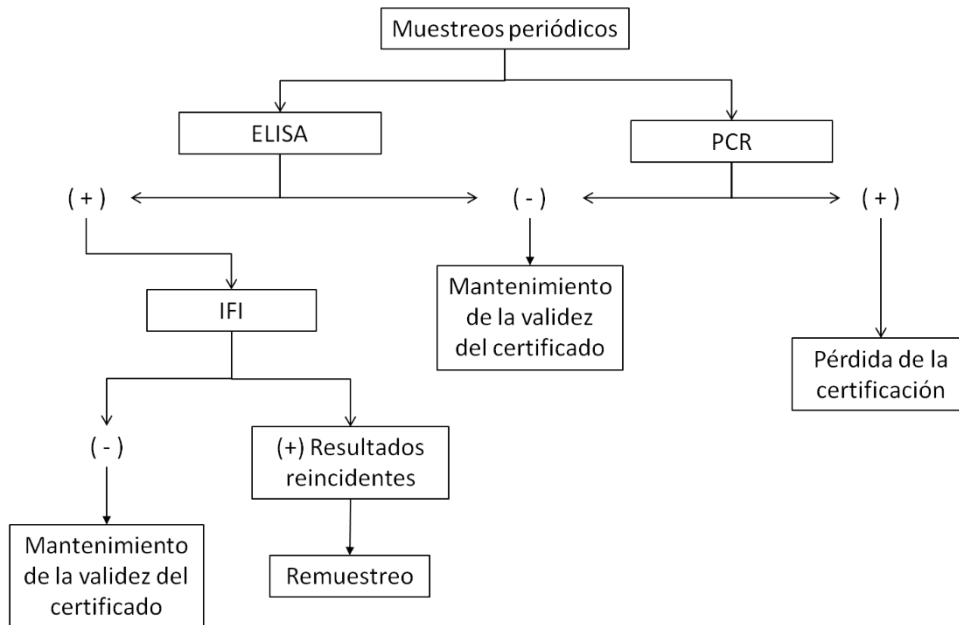 Muestreos periódicos
ELISA
PCR
( + )
( - )
( + )
IFI
Mantenimiento
de la validez
del certificado
Pérdida de la
certificación
( - )
(+) Resultados
reincidentes
Mantenimiento
de la validez del
certificado
Remuestreo